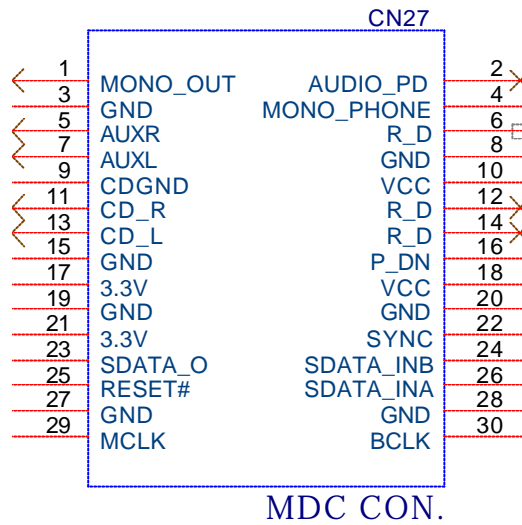 CN27
1 MONO_OUT AUDIO_PD 2
3 GND MONO_PHONE 4
5 AUXR R_D 6
7 AUXL GND 8
9 CDGND VCC 10
11 CD_R R_D 12
13 CD_L R_D 14
15 GND P_DN 16
17 3.3V VCC 18
19 GND GND 20
21 3.3V SYNC 22
23 SDATA_O SDATA_INB 24
25 RESET# SDATA_INA 26
27 GND GND 28
29 MCLK BCLK 30
MDC CON.